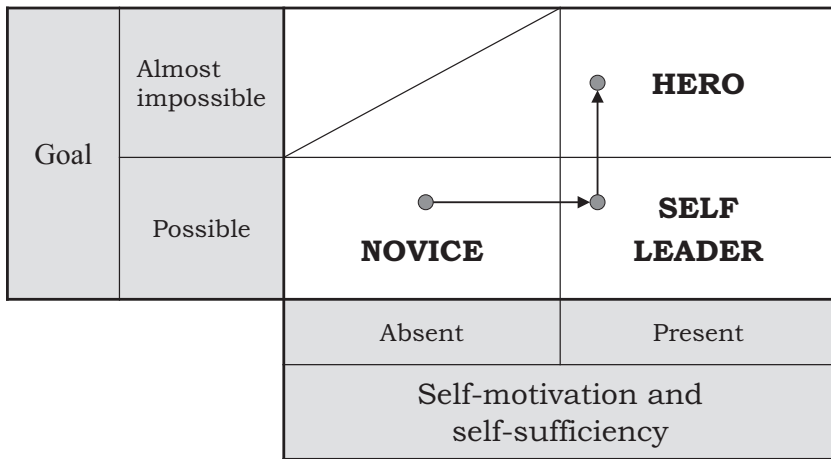 Goal
Almost
impossible
HERO
Possible
NOVICE
SELF
LEADER
Absent
Present
Self-motivation and
self-sufficiency